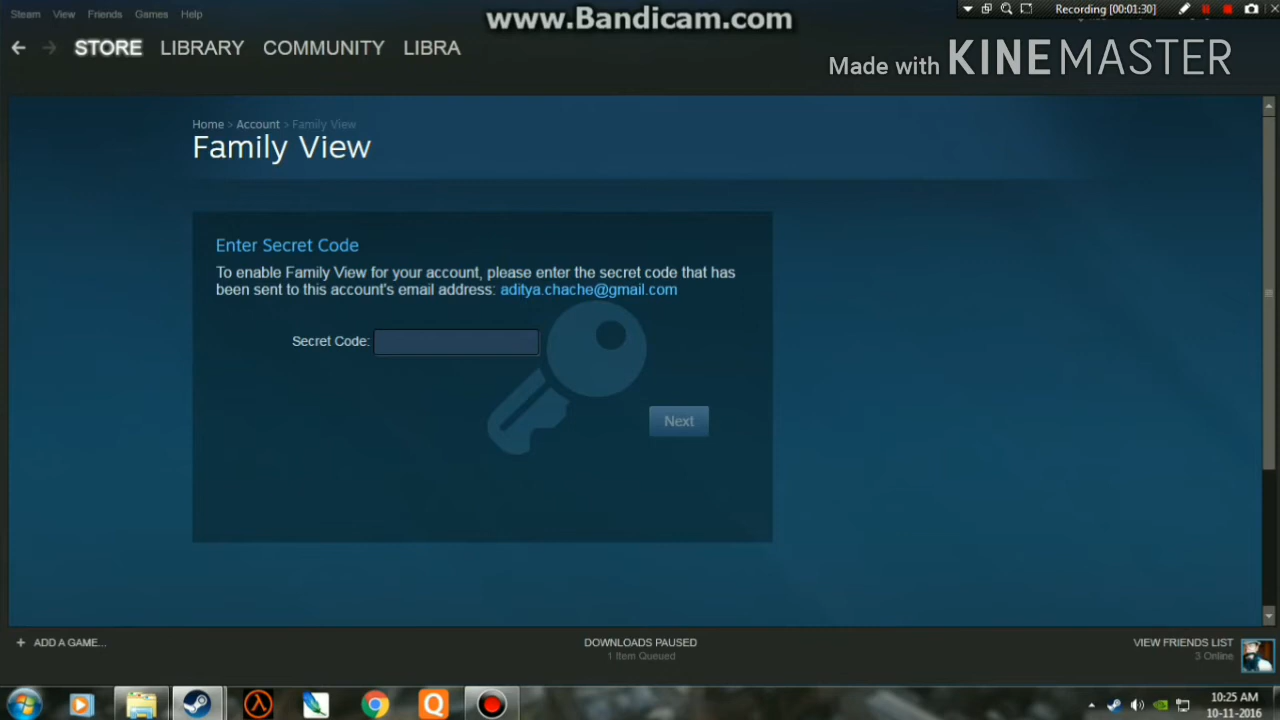 Steam View Friends Games Help
www.Bandicam.com
Recording [00:01:30]
STORE LIBRARY COMMUNITY LIBRA
Made with KINEMASTER
Home > Account > Family View
Family View
Enter Secret Code
To enable Family View for your account, please enter the secret code that has
been sent to this account's email address: aditya.chache@gmail.com
Secret Code:
Next
+ ADD A GAME...
DOWNLOADS PAUSED
1 Item Queued
VIEW FRIENDS LIST
3 Online
Q
10:25 AM
10-11-2016